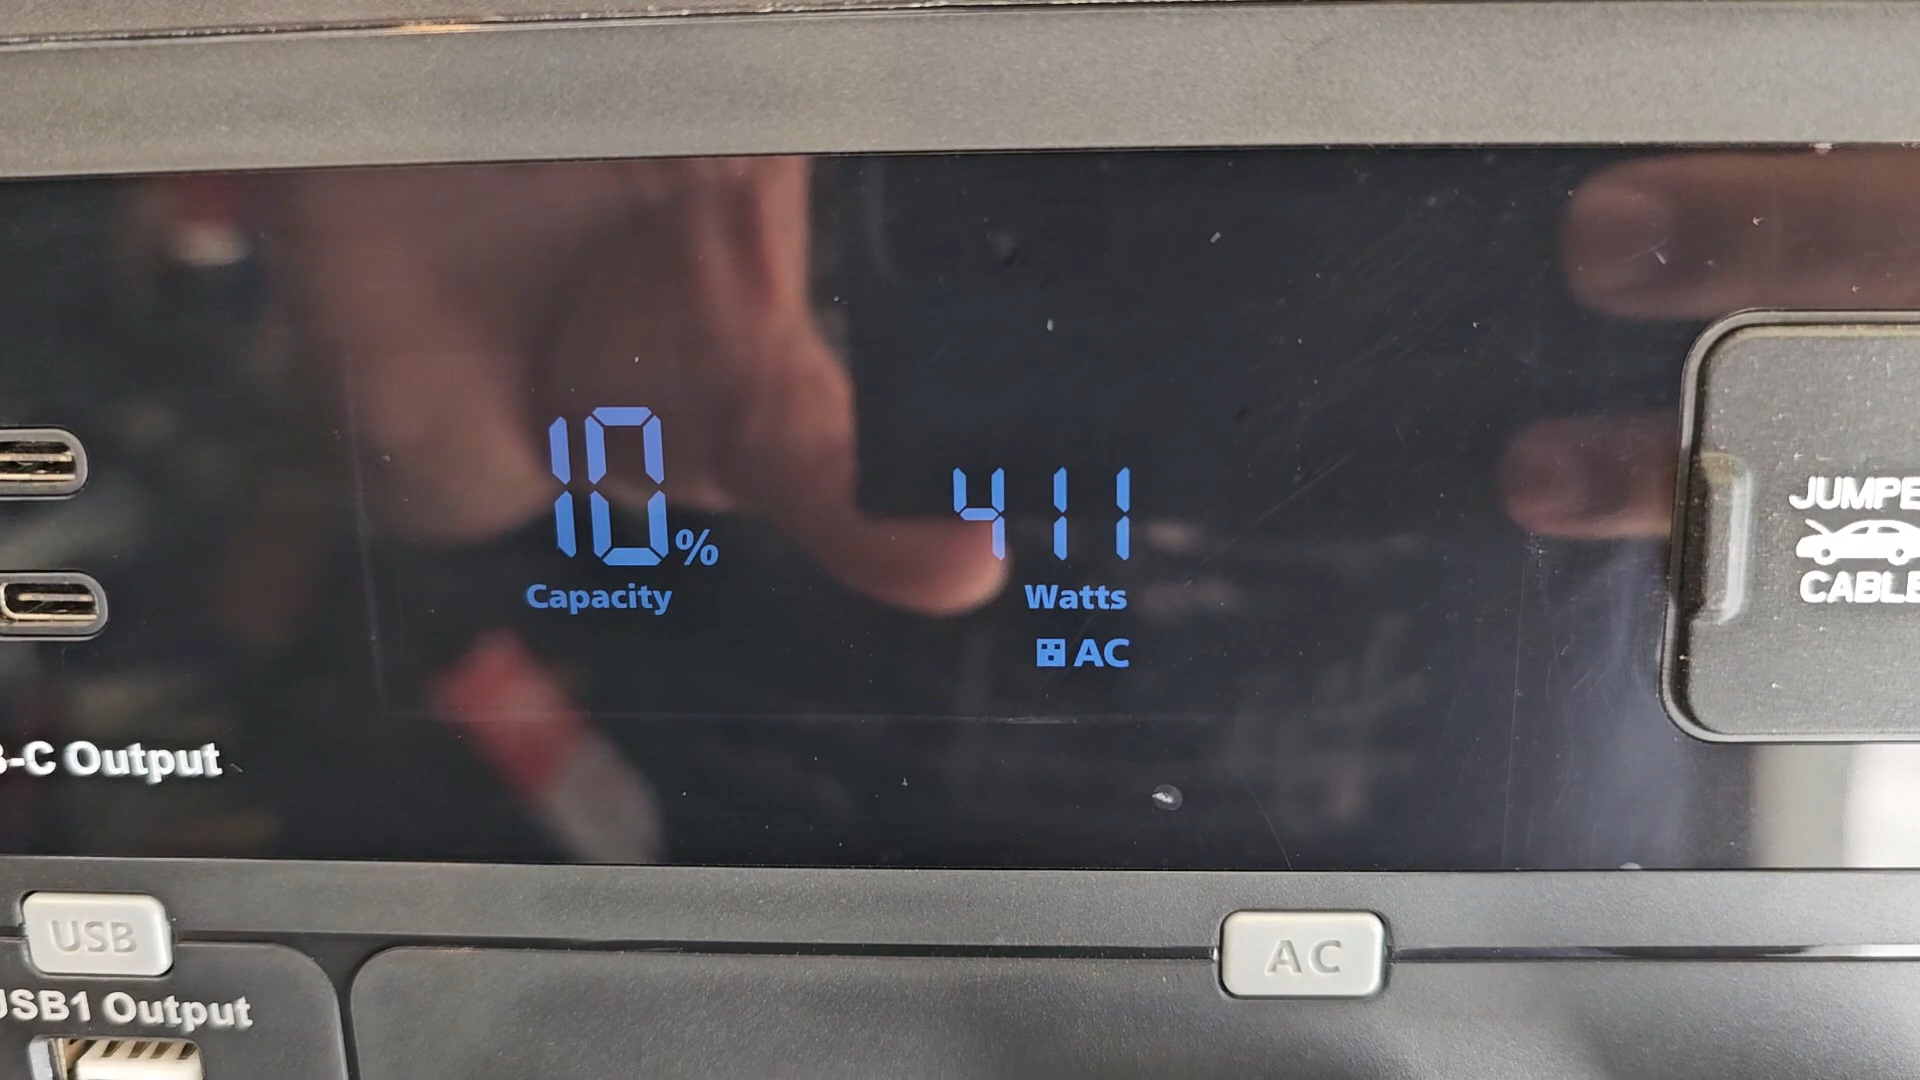 10%
Capacity
411
Watts
AC
JUMPE
CABLE
B-C Output
USB
AC
USB1 Output